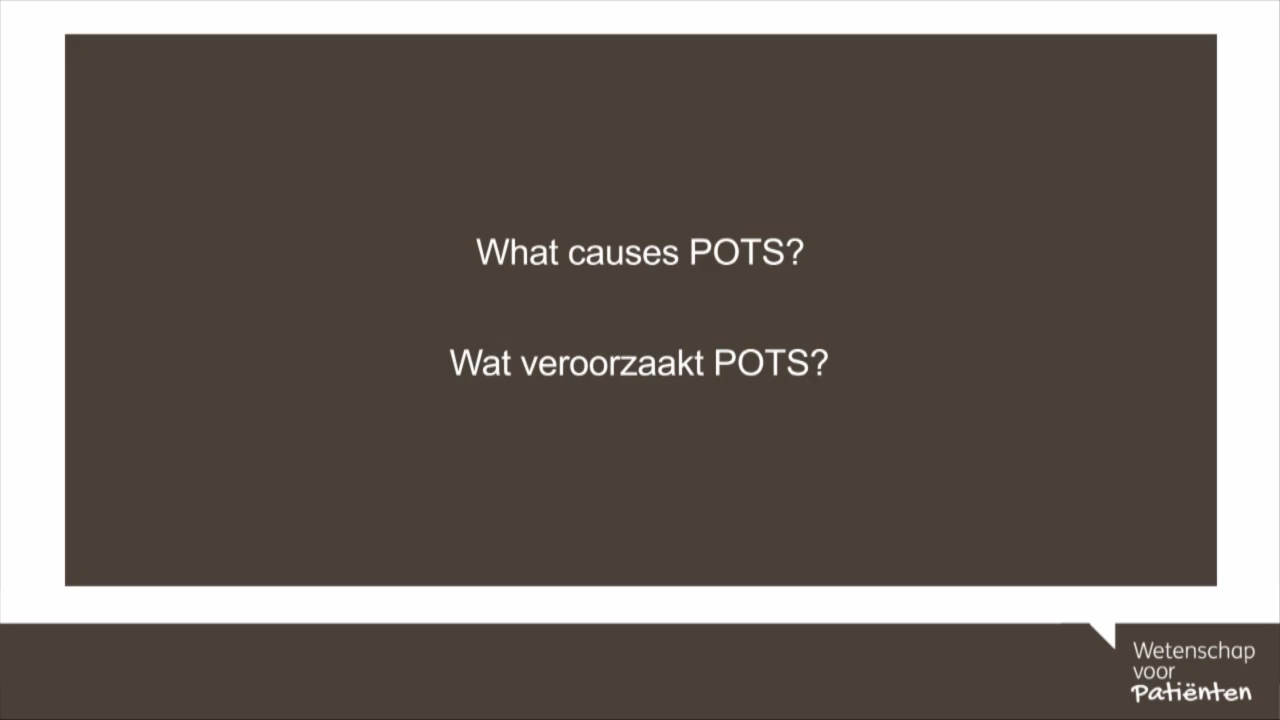 What causes POTS?
Wat veroorzaakt POTS?
Wetenschap
voor
Patiënten